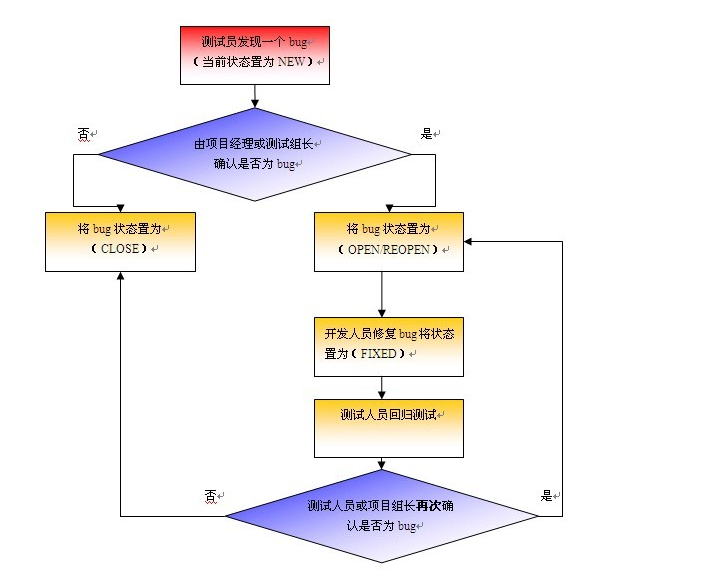 测试员发现一个 bug
（当前状态置为 NEW）
否
是
由项目经理或测试组长
确认是否为 bug
将 bug 状态置为
（CLOSE）
将 bug 状态置为
（OPEN/REOPEN）
开发人员修复 bug 将状态
置为（FIXED）
测试人员回归测试
否
是
测试人员或项目组长再次确
认是否为 bug